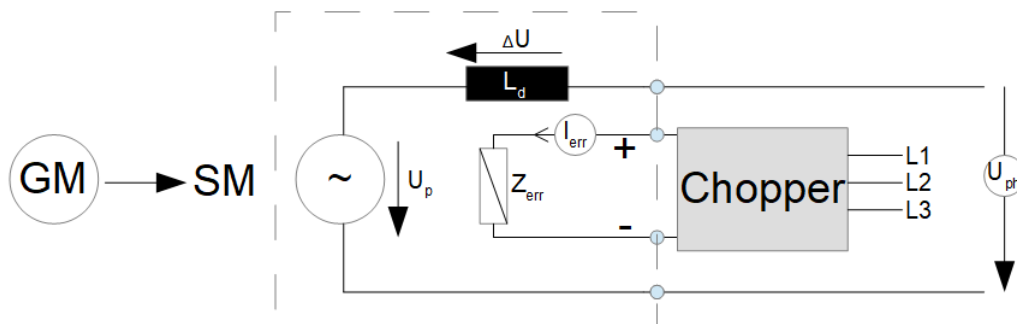 ΔU
L_d
I_err
+
GM
SM
~
U_p
Z_err
Chopper
L1
L2
L3
U_ph
-